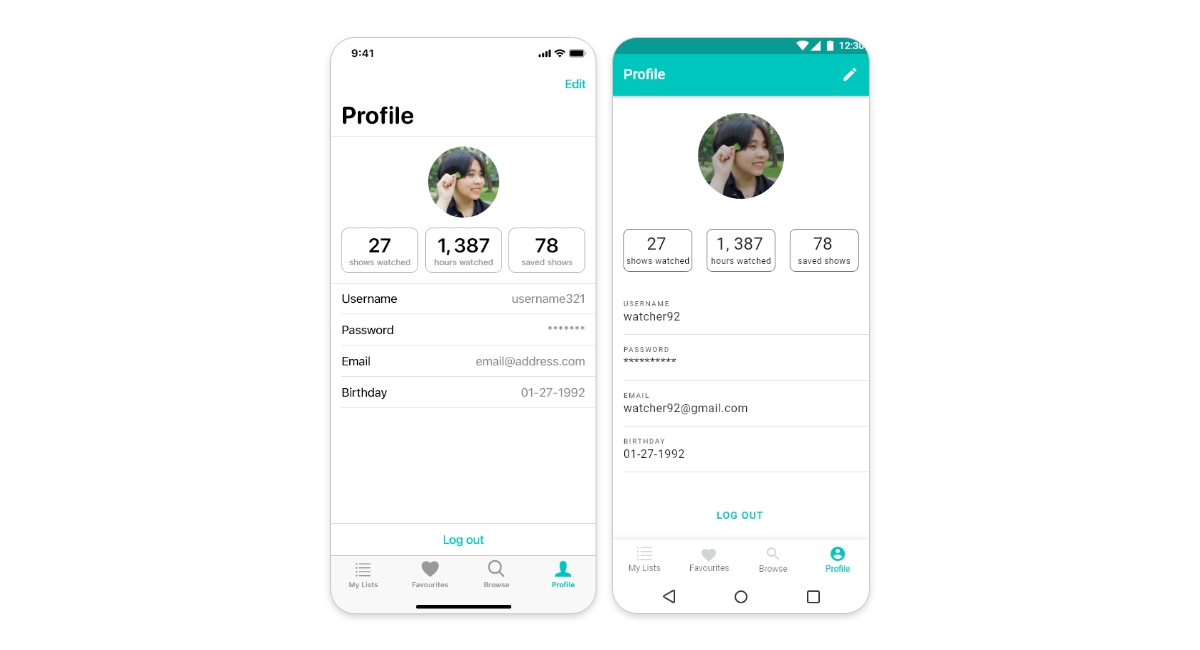 9:41
Edit
Profile
27
shows watched
1,387
hours watched
78
saved shows
Username username321
Password *******
Email email@address.com
Birthday 01-27-1992
Log out
My Lists Favourites Browse Profile
12:30
Profile
27
shows watched
1,387
hours watched
78
saved shows
USERNAME
watcher92
PASSWORD
**********
EMAIL
watcher92@gmail.com
BIRTHDAY
01-27-1992
LOG OUT
My Lists Favourites Browse Profile